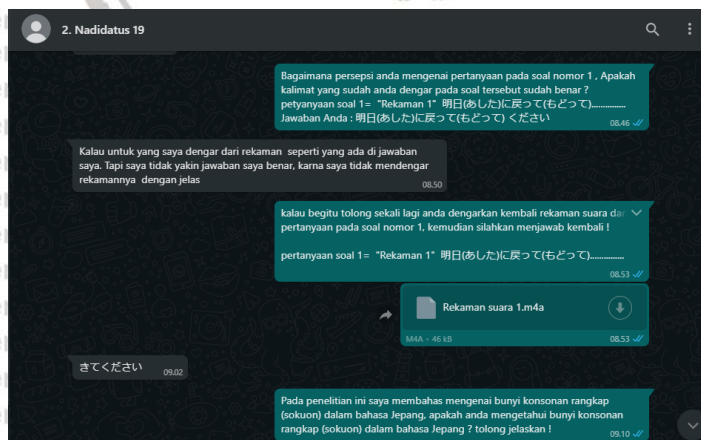 2. Nadidatus 19
Bagaimana persepsi anda mengenai pertanyaan pada soal nomor 1 , Apakah
kalimat yang sudah anda dengar pada soal tersebut sudah benar ?
petyanyaan soal 1= "Rekaman 1" 明日(あした)に戻って(もどって)...............
Jawaban Anda : 明日(あした)に戻って(もどって) ください
08.46
Kalau untuk yang saya dengar dari rekaman seperti yang ada di jawaban
saya. Tapi saya tidak yakin jawaban saya benar, karna saya tidak mendengar
rekamannya dengan jelas
08.50
kalau begitu tolong sekali lagi anda dengarkan kembali rekaman suara dar
pertanyaan pada soal nomor 1, kemudian silahkan menjawab kembali !
pertanyaan soal 1= "Rekaman 1" 明日(あした)に戻って(もどって)...............
08.53
Rekaman suara 1.m4a
M4A • 46 kB
08.53
きてください
09.02
Pada penelitian ini saya membahas mengenai bunyi konsonan rangkap
(sokuon) dalam bahasa Jepang, apakah anda mengetahui bunyi konsonan
rangkap (sokuon) dalam bahasa Jepang ? tolong jelaskan !
09.10